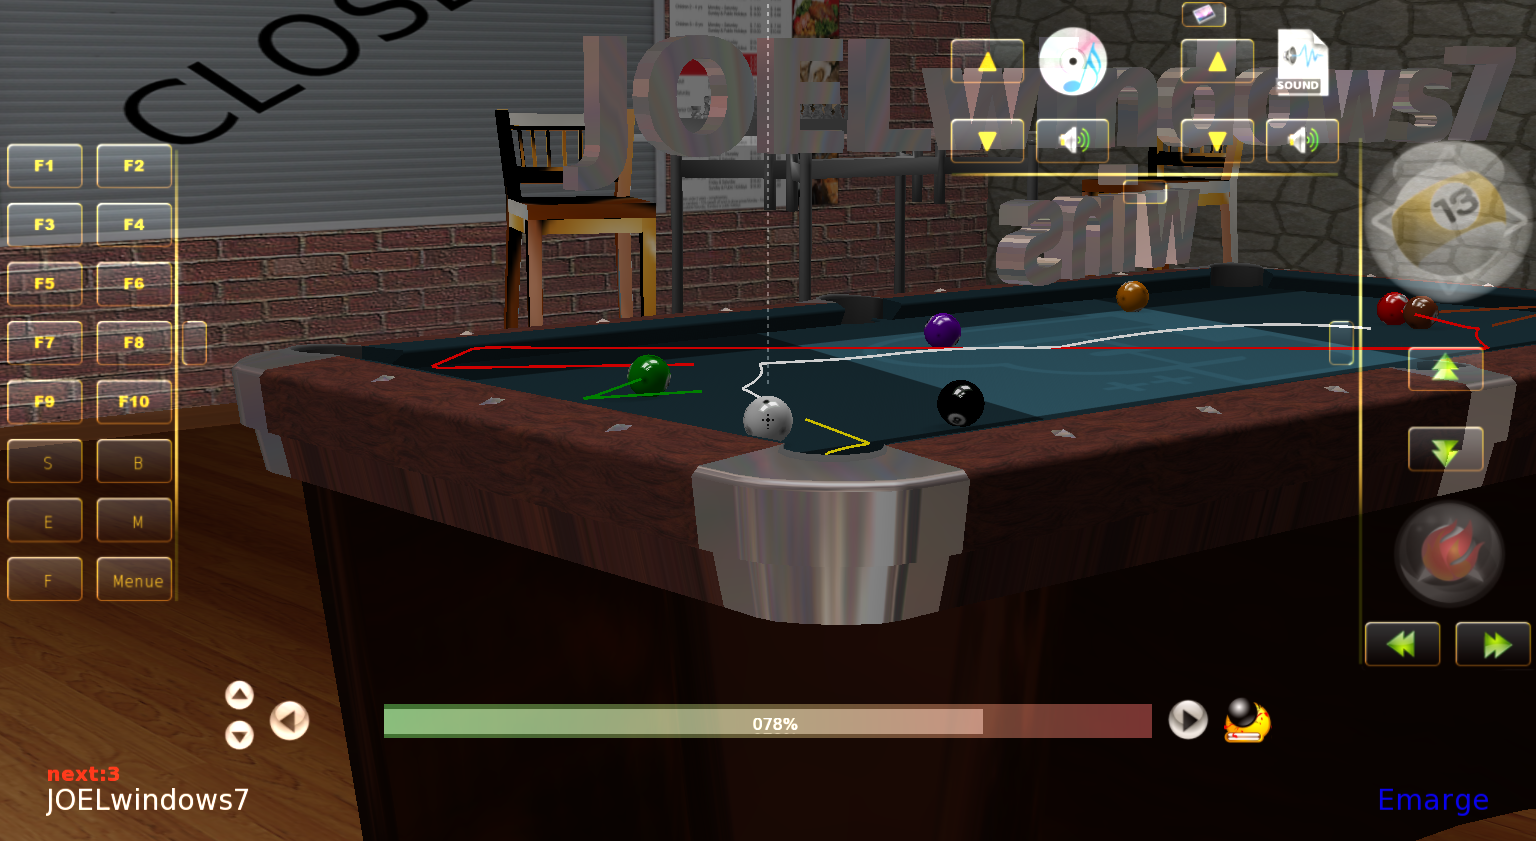 CLOSE
JOELwindows7
wins
SOUND
13
F1 F2
F3 F4
F5 F6
F7 F8
F9 F10
S B
E M
F Menue
078%
next:3
JOELwindows7
Emarge